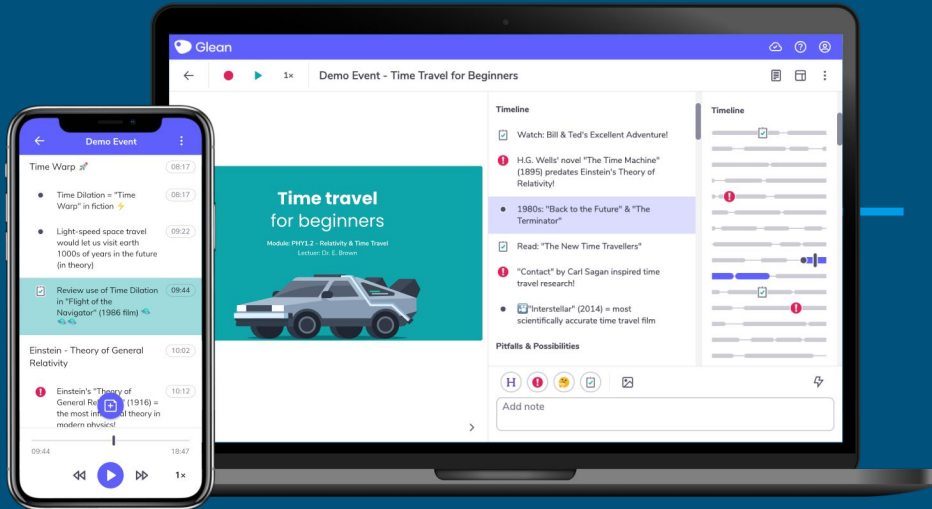 Demo Event
Time Warp 🚀
08:17
Time Dilation = "Time
Warp" in fiction ⚡
08:17
Light-speed space travel
would let us visit earth
1000s of years in the future
(in theory)
09:22
Review use of Time Dilation
in "Flight of the
Navigator" (1986 film)
09:44
Einstein - Theory of General
Relativity
10:02
Einstein's "Theory of
General (1916) =
the most theory in
modern physics!
10:12
09:44
18:47
1×
Glean
1×
Demo Event - Time Travel for Beginners
Time travel
for beginners
Module: PHY1.2 - Relativity & Time Travel
Lectuer: Dr. E. Brown
Timeline
Watch: Bill & Ted's Excellent Adventure!
H.G. Wells' novel "The Time Machine"
(1895) predates Einstein's Theory of
Relativity!
1980s: "Back to the Future" & "The
Terminator"
Read: "The New Time Travellers"
"Contact" by Carl Sagan inspired time
travel research!
"Interstellar" (2014) = most
scientifically accurate time travel film
Pitfalls & Possibilities
H
Add note
Timeline